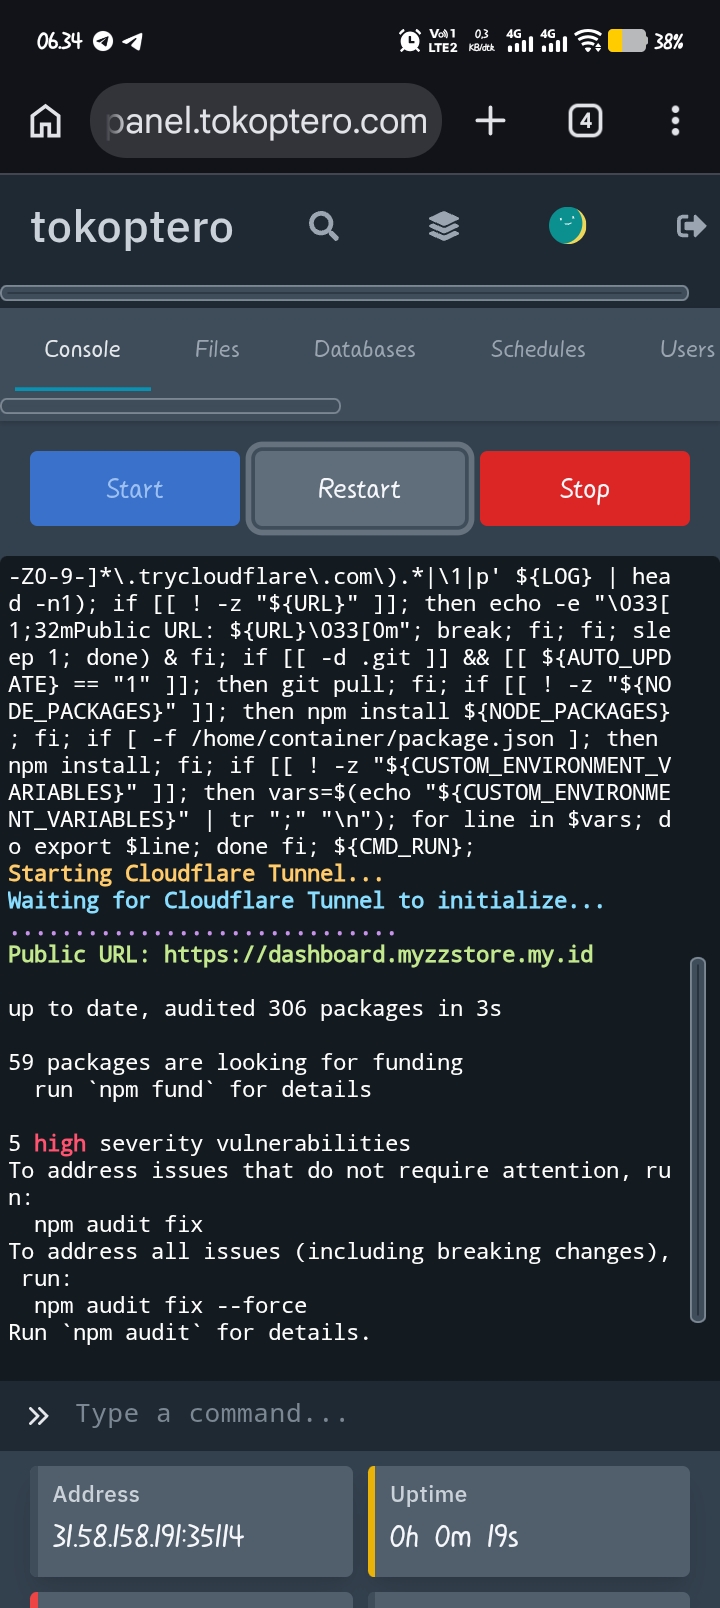 06.34
Vo)) 1
LTE2
0,3
KB/dtk
4G
4G
38%
panel.tokoptero.com
4
tokoptero
Console Files Databases Schedules Users
Start Restart Stop
-Z0-9-]*\.trycloudflare\.com\).*|\1|p' ${LOG} | hea
d -n1); if [[ ! -z "${URL}" ]]; then echo -e "\033[
1;32mPublic URL: ${URL}\033[0m"; break; fi; fi; sle
ep 1; done) & fi; if [[ -d .git ]] && [[ ${AUTO_UPD
ATE} == "1" ]]; then git pull; fi; if [[ ! -z "${NO
DE_PACKAGES}" ]]; then npm install ${NODE_PACKAGES}
; fi; if [ -f /home/container/package.json ]; then
npm install; fi; if [[ ! -z "${CUSTOM_ENVIRONMENT_V
ARIABLES}" ]]; then vars=$(echo "${CUSTOM_ENVIRONME
NT_VARIABLES}" | tr ";" "\n"); for line in $vars; d
o export $line; done fi; ${CMD_RUN};
Starting Cloudflare Tunnel...
Waiting for Cloudflare Tunnel to initialize...
..............................
Public URL: https://dashboard.myzzstore.my.id
up to date, audited 306 packages in 3s
59 packages are looking for funding
run `npm fund` for details
5 high severity vulnerabilities
To address issues that do not require attention, ru
n:
npm audit fix
To address all issues (including breaking changes),
run:
npm audit fix --force
Run `npm audit` for details.
Type a command...
Address
31.58.158.191:35114
Uptime
0h 0m 19s